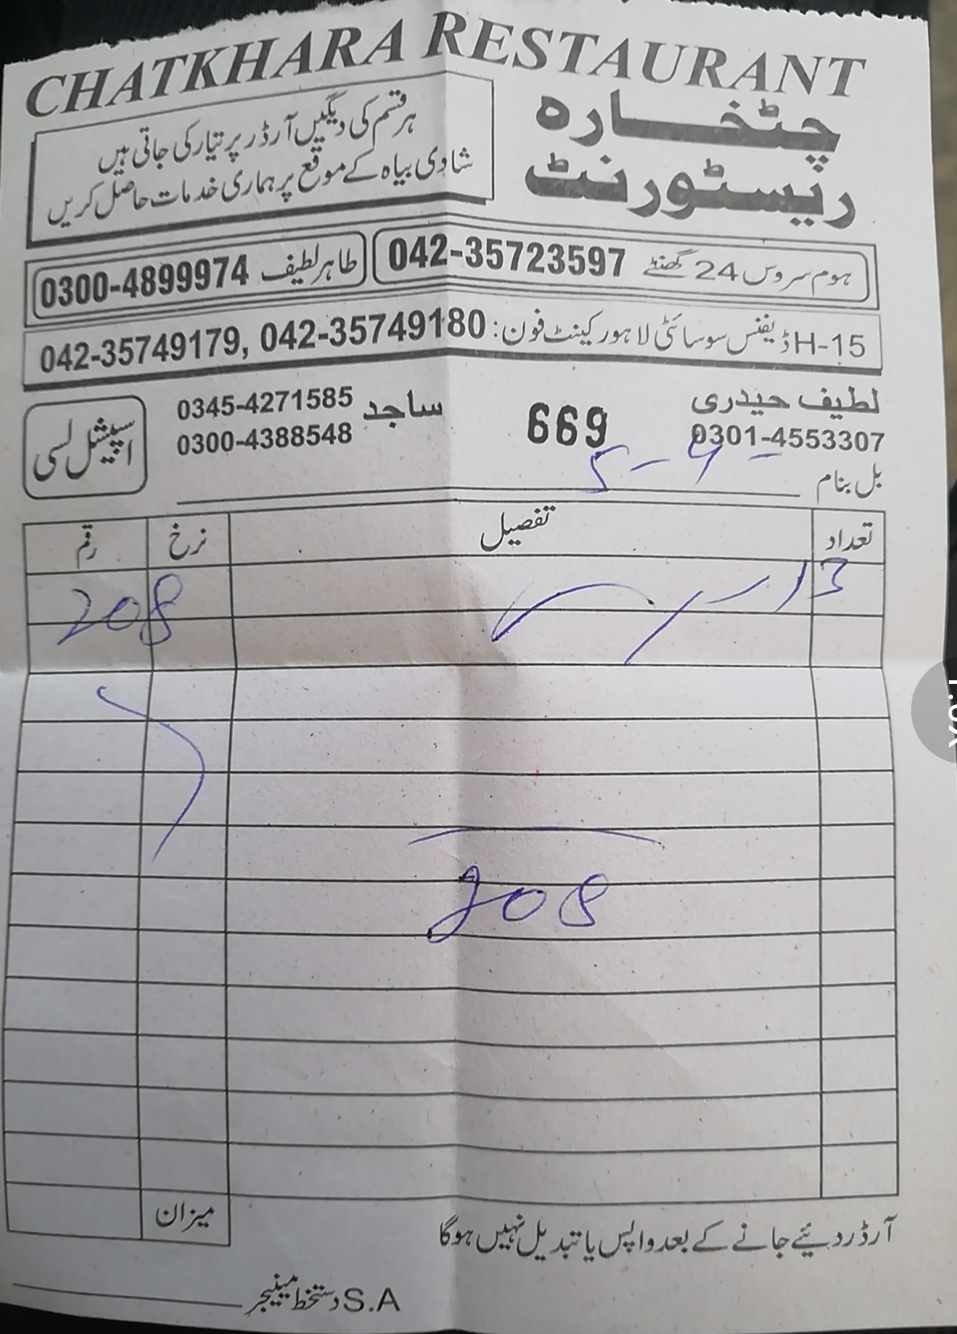 CHATKHARA RESTAURANT
چٹخارہ
ریسٹورنٹ
ہر قسم کی دیگیں آرڈر پر تیار کی جاتی ہیں
شادی بیاہ کے موقع پر ہماری خدمات حاصل کریں
ہوم سروس 24 گھنٹے 042-35723597
طاہر لطیف 0300-4899974
15-H ڈیفنس سوسائٹی لاہور کینٹ فون: 042-35749179, 042-35749180
لطیف حیدری
0301-4553307
669
ساجد 0345-4271585
0300-4388548
اسپیشل لسی
بل بنام
5-9-
تعداد تفصیل نرخ رقم
13
208
208
میزان
آرڈر دئیے جانے کے بعد واپس یا تبدیل نہیں ہوگا
S.A دستخط مینیجر